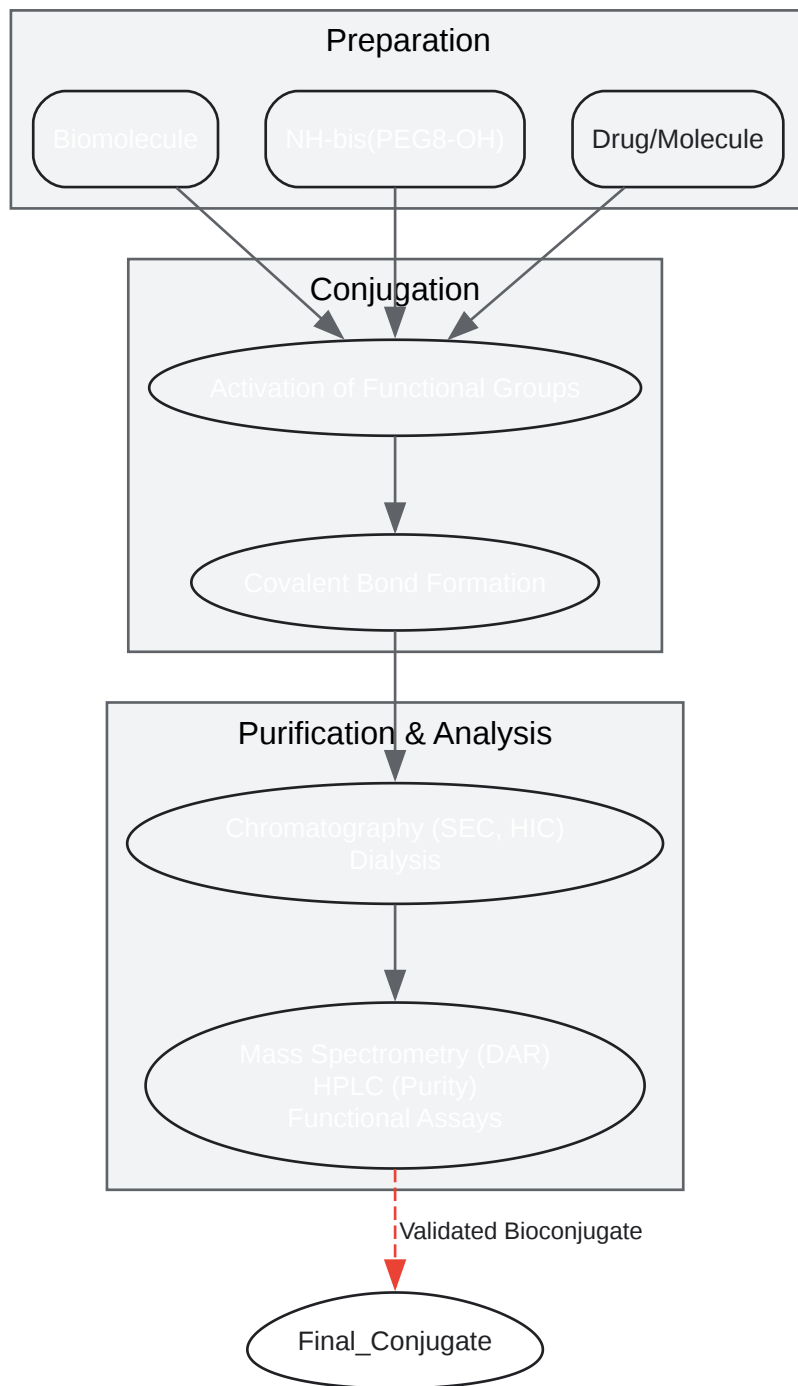 Preparation
Biomolecule
NH-bis(PEG8-OH)
Drug/Molecule
Conjugation
Activation of Functional Groups
Covalent Bond Formation
Purification & Analysis
Chromatography (SEC, HIC)
Dialysis
Mass Spectrometry (DAR)
HPLC (Purity)
Functional Assays
Validated Bioconjugate
Final_Conjugate